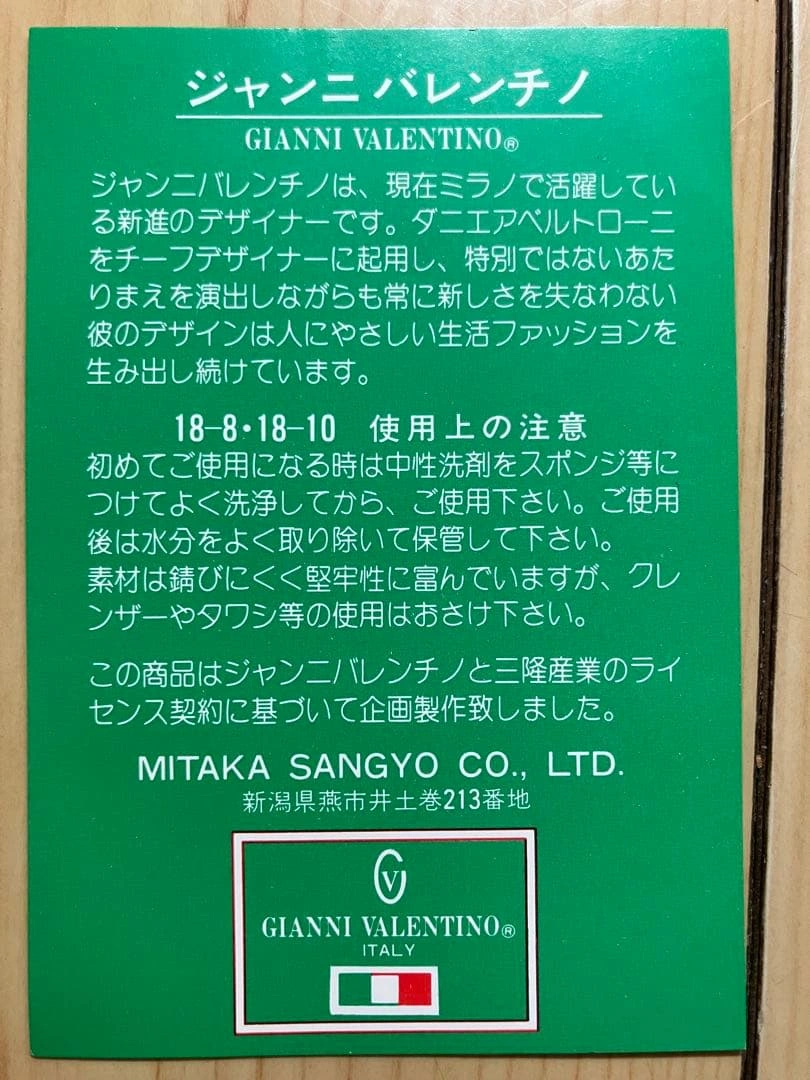 ジャンニ バレンチノ
GIANNI VALENTINO®
ジャンニバレンチノは、現在ミラノで活躍してい
る新進のデザイナーです。ダニエアベルトローニ
をチーフデザイナーに起用し、特別ではないあた
りまえを演出しながらも常に新しさを失なわない
彼のデザインは人にやさしい生活ファッションを
生み出し続けています。
18-8・18-10 使用上の注意
初めてご使用になる時は中性洗剤をスポンジ等に
つけてよく洗浄してから、ご使用下さい。ご使用
後は水分をよく取り除いて保管して下さい。
素材は錆びにくく堅牢性に富んでいますが、クレ
ンザーやタワシ等の使用はおさけ下さい。
この商品はジャンニバレンチノと三隆産業のライ
センス契約に基づいて企画製作致しました。
MITAKA SANGYO CO., LTD.
新潟県燕市井土巻213番地
GV
GIANNI VALENTINO®
ITALY